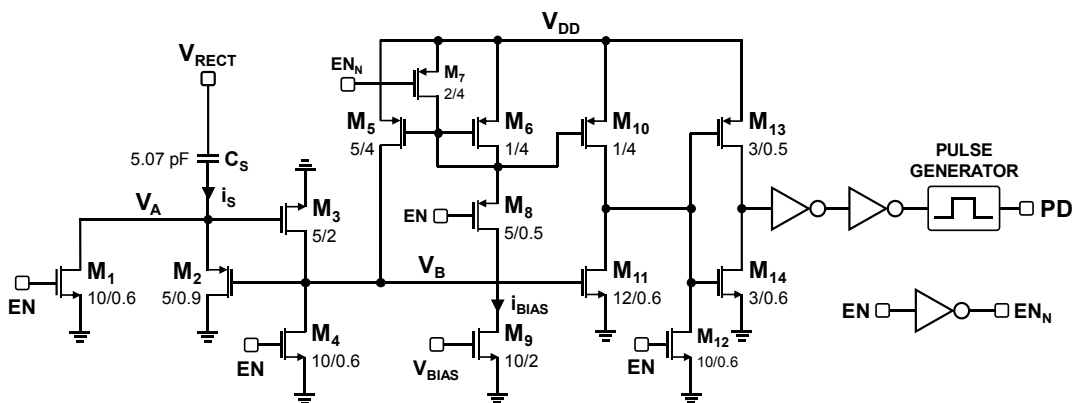 V_DD
V_RECT
EN_N
M_7
2/4
M_5
5/4
M_6
1/4
M_10
1/4
M_13
3/0.5
5.07 pF
C_S
i_S
V_A
M_3
5/2
EN
M_8
5/0.5
PULSE
GENERATOR
PD
M_1
10/0.6
EN
M_2
5/0.9
V_B
M_11
12/0.6
M_14
3/0.6
i_BIAS
M_4
10/0.6
EN
M_9
10/2
V_BIAS
M_12
10/0.6
EN
EN
EN_N